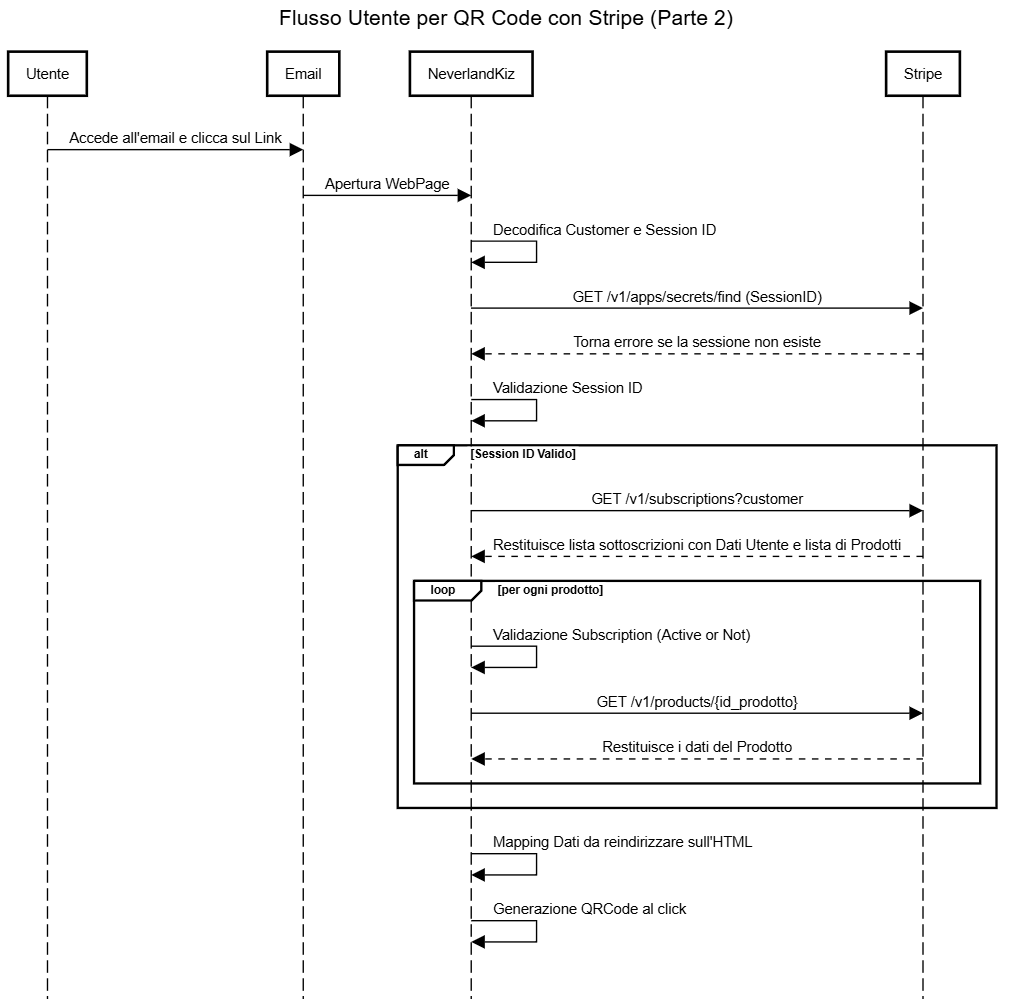 Flusso Utente per QR Code con Stripe (Parte 2)
Utente
Email
NeverlandKiz
Stripe
Accede all'email e clicca sul Link
Apertura WebPage
Decodifica Customer e Session ID
GET /v1/apps/secrets/find (SessionID)
Torna errore se la sessione non esiste
Validazione Session ID
alt
[Session ID Valido]
GET /v1/subscriptions?customer
Restituisce lista sottoscrizioni con Dati Utente e lista di Prodotti
loop
[per ogni prodotto]
Validazione Subscription (Active or Not)
GET /v1/products/{id_prodotto}
Restituisce i dati del Prodotto
Mapping Dati da reindirizzare sull'HTML
Generazione QRCode al click